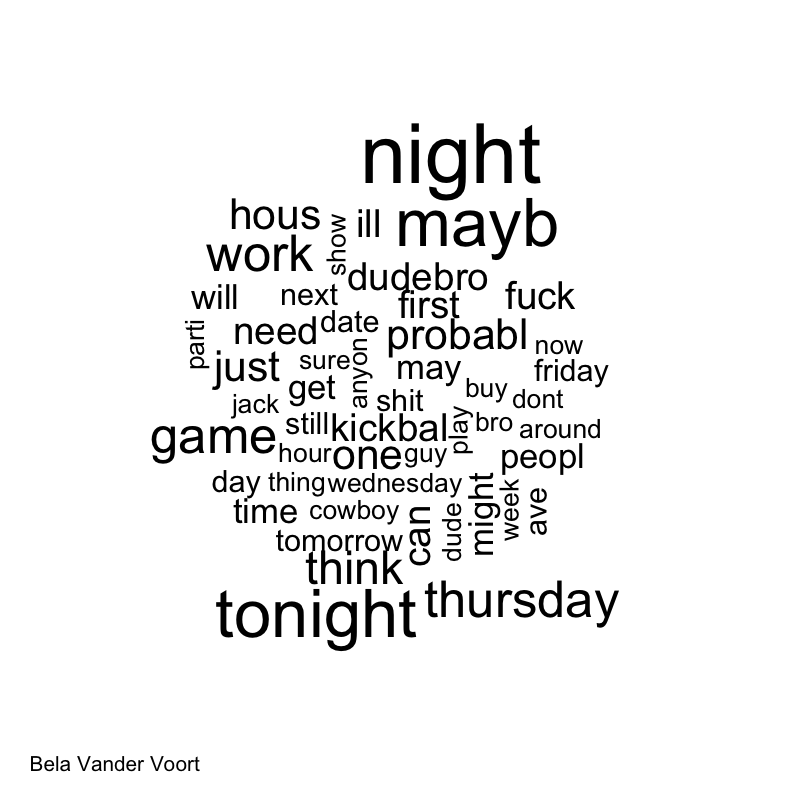 night
hous
show
ill
mayb
work
dudebro
will
next
first
fuck
parti
need
date
probabl
now
just
sure
anyon
may
friday
get
buy
jack
shit
dont
game
still
kickbal
play
bro
around
hour
one
guy
peopl
day
thing
wednesday
might
week
ave
time
cowboy
can
dude
tomorrow
think
tonight
thursday
Bela Vander Voort